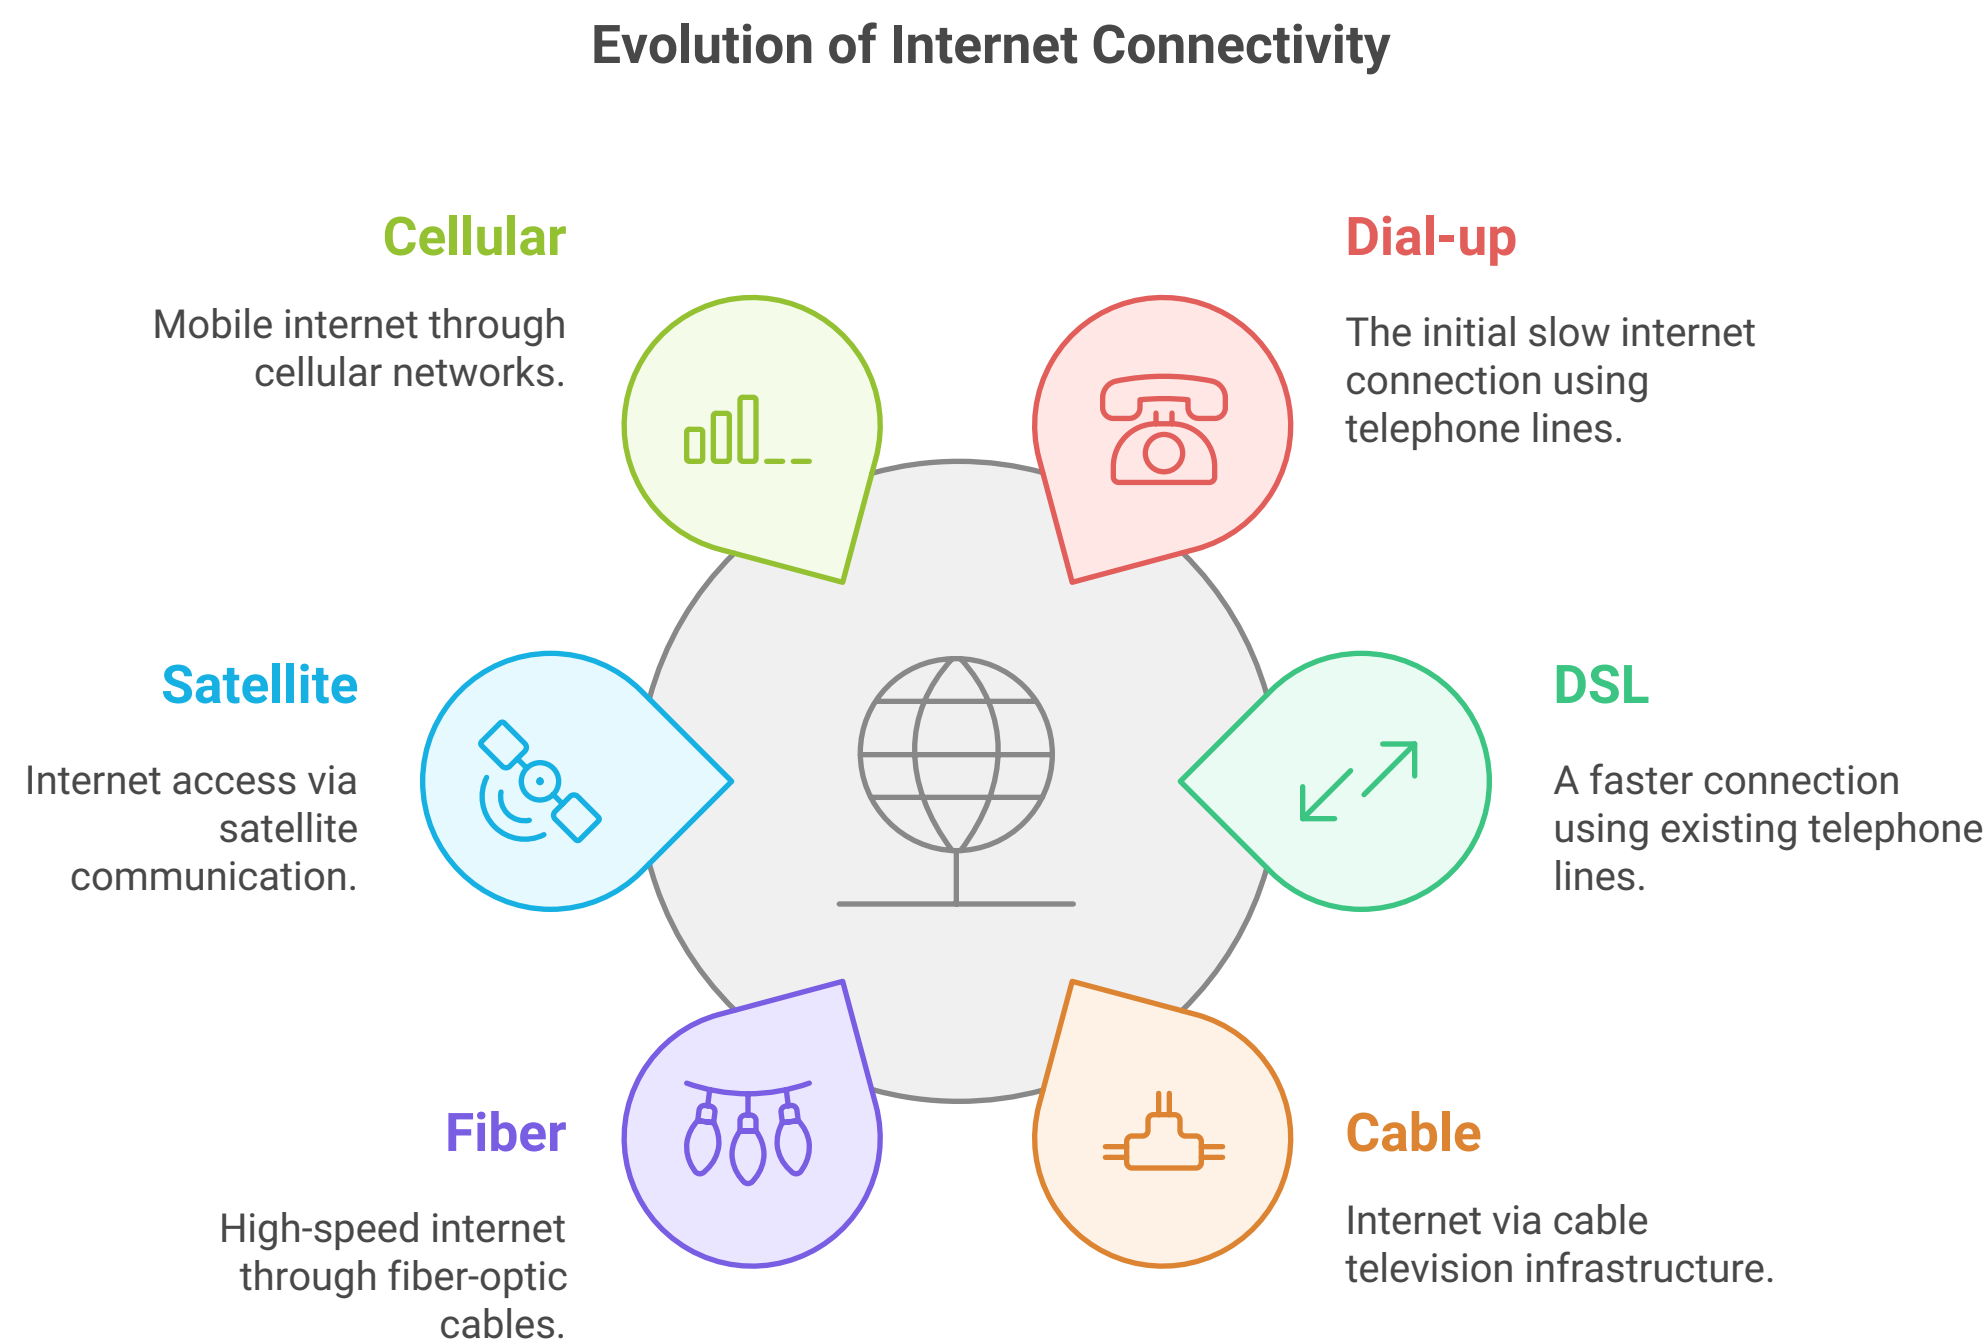 Evolution of Internet Connectivity
Cellular
Mobile internet through
cellular networks.
Dial-up
The initial slow internet
connection using
telephone lines.
Satellite
Internet access via
satellite
communication.
DSL
A faster connection
using existing telephone
lines.
Fiber
High-speed internet
through fiber-optic
cables.
Cable
Internet via cable
television infrastructure.